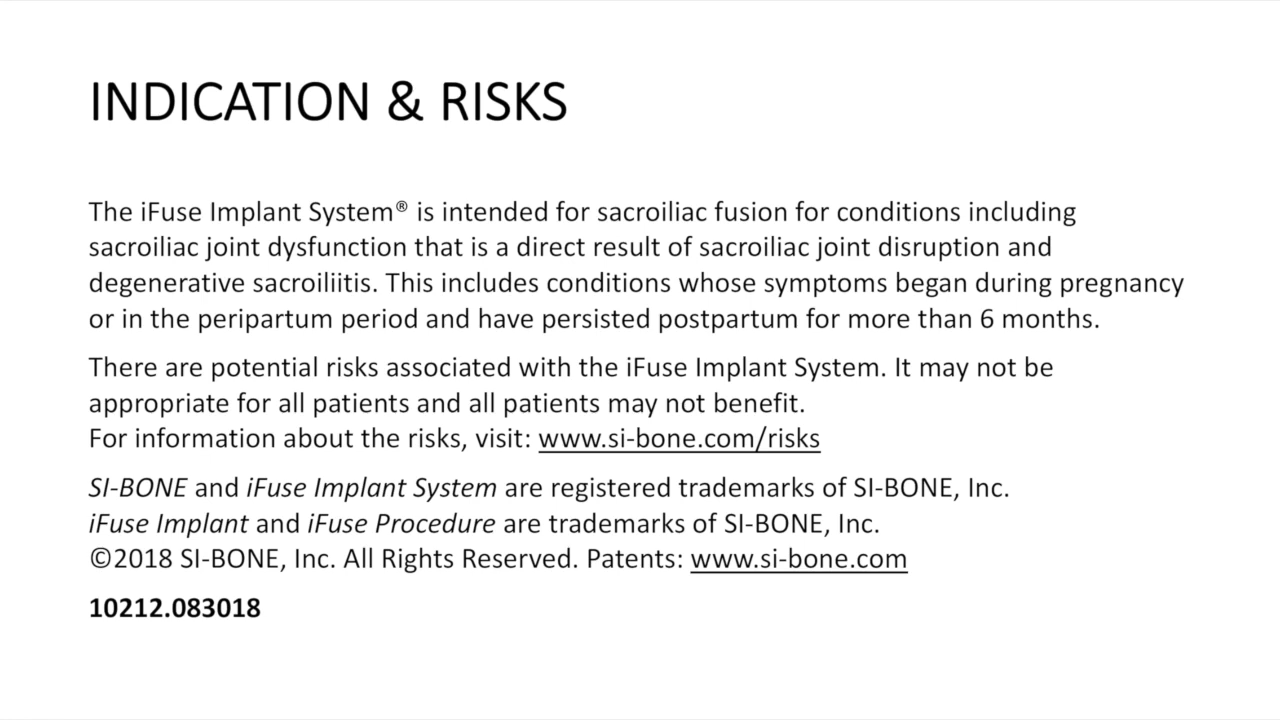 INDICATION & RISKS
The iFuse Implant System® is intended for sacroiliac fusion for conditions including
sacroiliac joint dysfunction that is a direct result of sacroiliac joint disruption and
degenerative sacroiliitis. This includes conditions whose symptoms began during pregnancy
or in the peripartum period and have persisted postpartum for more than 6 months.
There are potential risks associated with the iFuse Implant System. It may not be
appropriate for all patients and all patients may not benefit.
For information about the risks, visit: www.si-bone.com/risks
SI-BONE and iFuse Implant System are registered trademarks of SI-BONE, Inc.
iFuse Implant and iFuse Procedure are trademarks of SI-BONE, Inc.
©2018 SI-BONE, Inc. All Rights Reserved. Patents: www.si-bone.com
10212.083018